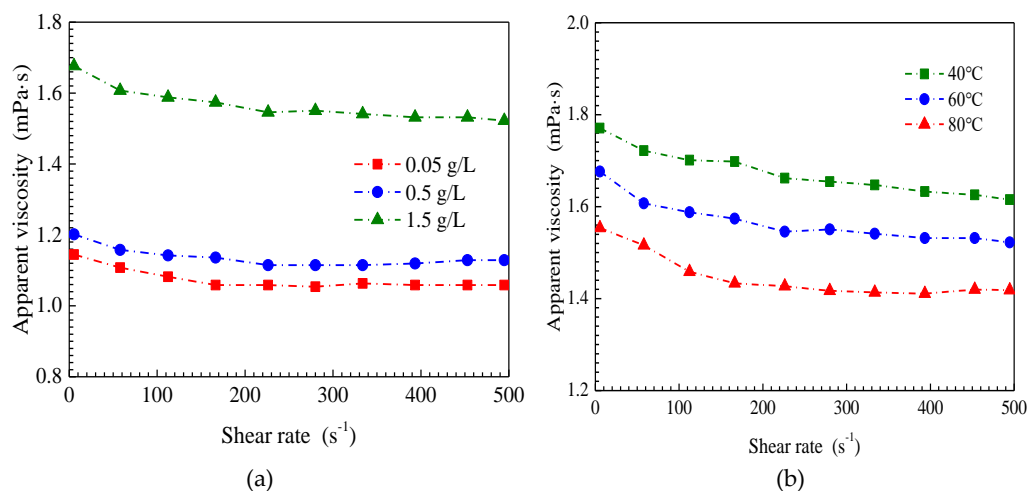 1.8
1.6
1.4
1.2
1.0
0.8
Apparent viscosity (mPa·s)
0.05 g/L
0.5 g/L
1.5 g/L
0 100 200 300 400 500
Shear rate (s⁻¹)
(a)
2.0
1.8
1.6
1.4
1.2
Apparent viscosity (mPa·s)
40℃
60℃
80℃
0 100 200 300 400 500
Shear rate (s⁻¹)
(b)